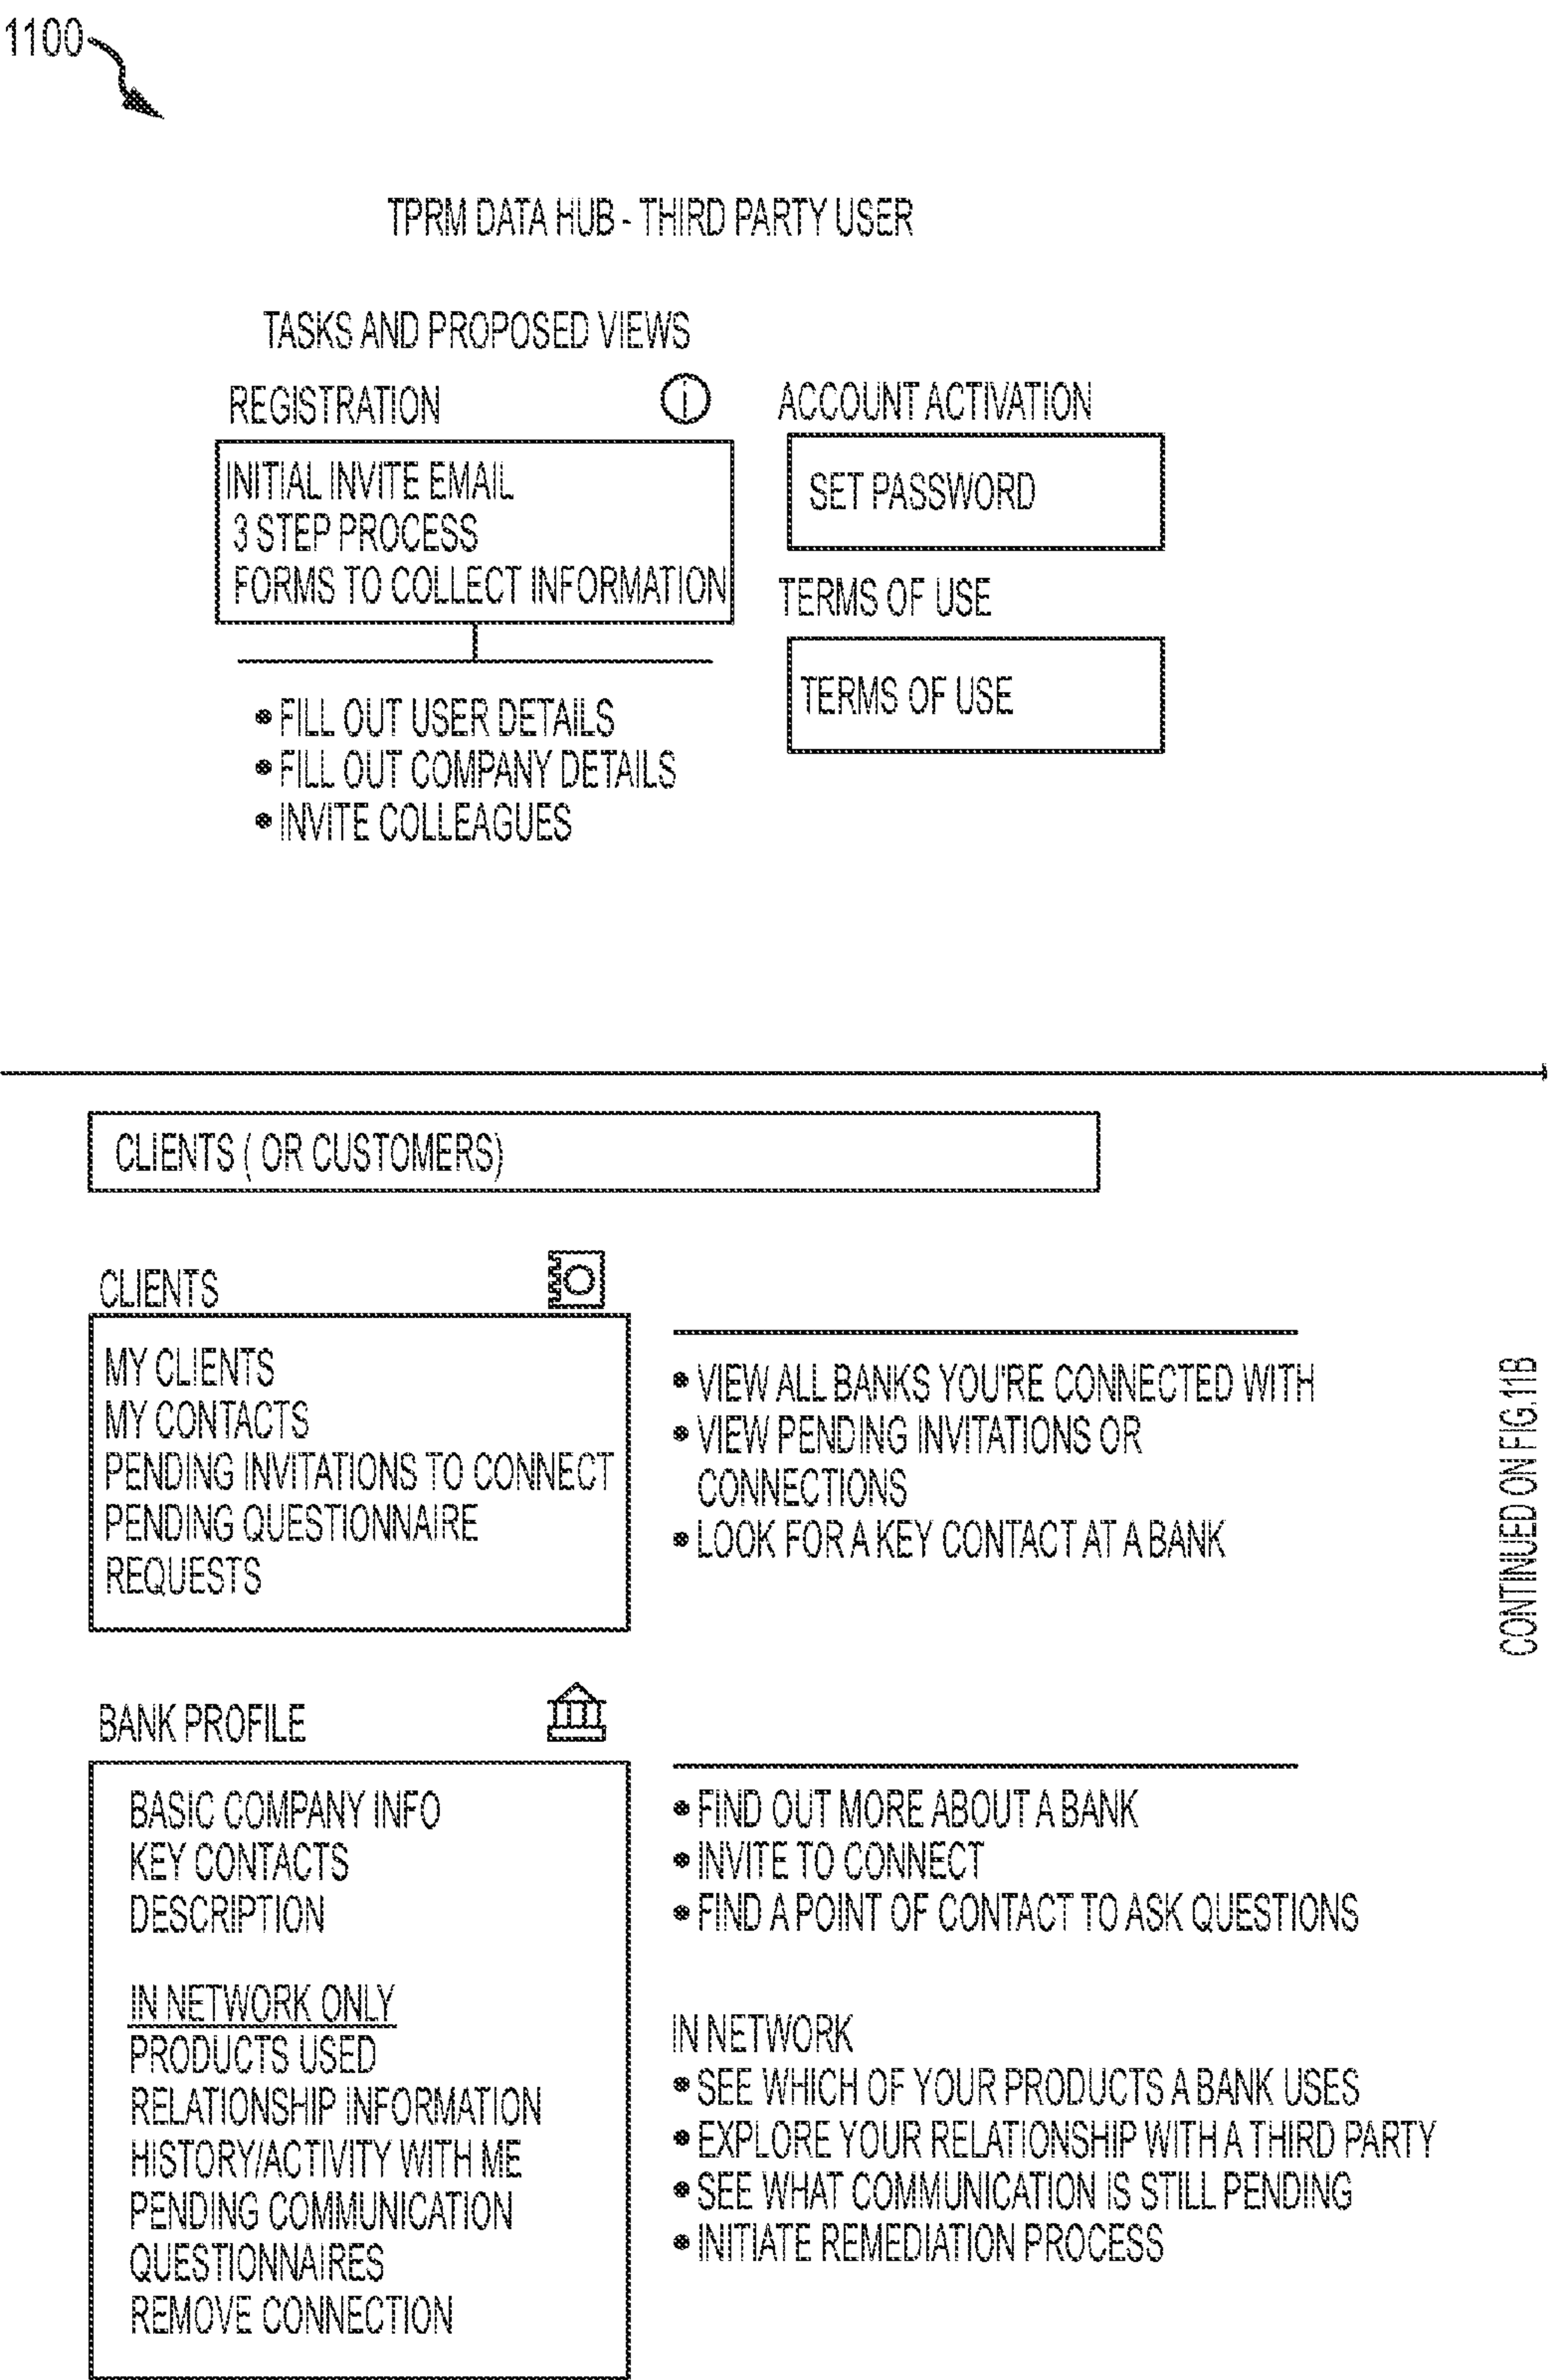 1100
TPRM DATA HUB - THIRD PARTY USER
TASKS AND PROPOSED VIEWS
REGISTRATION
INITIAL INVITE EMAIL
3 STEP PROCESS
FORMS TO COLLECT INFORMATION
• FILL OUT USER DETAILS
• FILL OUT COMPANY DETAILS
• INVITE COLLEAGUES
ACCOUNT ACTIVATION
SET PASSWORD
TERMS OF USE
TERMS OF USE
CLIENTS ( OR CUSTOMERS)
CLIENTS
MY CLIENTS
MY CONTACTS
PENDING INVITATIONS TO CONNECT
PENDING QUESTIONNAIRE
REQUESTS
• VIEW ALL BANKS YOU'RE CONNECTED WITH
• VIEW PENDING INVITATIONS OR
CONNECTIONS
• LOOK FOR A KEY CONTACT AT A BANK
BANK PROFILE
BASIC COMPANY INFO
KEY CONTACTS
DESCRIPTION
IN NETWORK ONLY
PRODUCTS USED
RELATIONSHIP INFORMATION
HISTORY/ACTIVITY WITH ME
PENDING COMMUNICATION
QUESTIONNAIRES
REMOVE CONNECTION
• FIND OUT MORE ABOUT A BANK
• INVITE TO CONNECT
• FIND A POINT OF CONTACT TO ASK QUESTIONS
IN NETWORK
• SEE WHICH OF YOUR PRODUCTS A BANK USES
• EXPLORE YOUR RELATIONSHIP WITH A THIRD PARTY
• SEE WHAT COMMUNICATION IS STILL PENDING
• INITIATE REMEDIATION PROCESS
CONTINUED ON FIG.11B